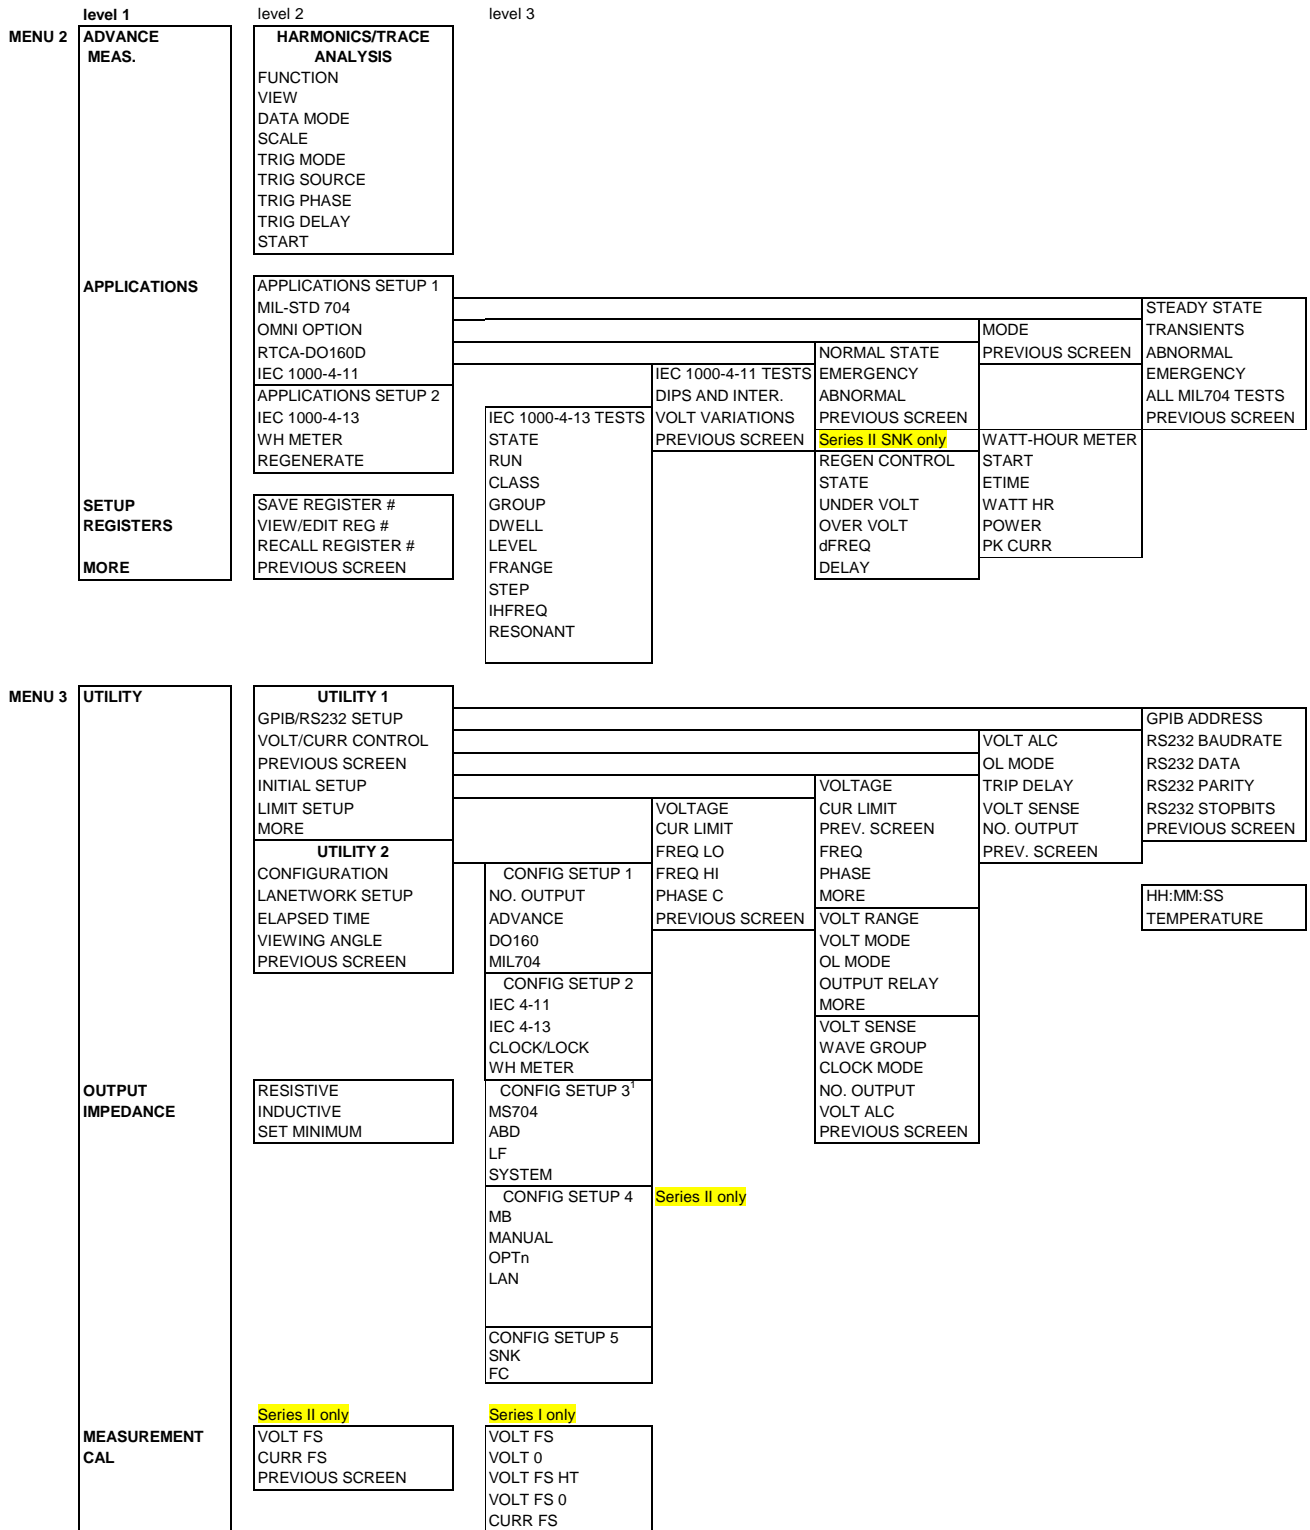 level 1 level 2 level 3
MENU 2 ADVANCE MEAS.
HARMONICS/TRACE
ANALYSIS
FUNCTION
VIEW
DATA MODE
SCALE
TRIG MODE
TRIG SOURCE
TRIG PHASE
TRIG DELAY
START
APPLICATIONS
APPLICATIONS SETUP 1
MIL-STD 704
OMNI OPTION
RTCA-DO160D
IEC 1000-4-11
APPLICATIONS SETUP 2
IEC 1000-4-13
WH METER
REGENERATE
IEC 1000-4-13 TESTS
STATE
RUN
CLASS
GROUP
DWELL
LEVEL
FRANGE
STEP
IHFREQ
RESONANT
IEC 1000-4-11 TESTS
DIPS AND INTER.
VOLT VARIATIONS
PREVIOUS SCREEN
NORMAL STATE
EMERGENCY
ABNORMAL
PREVIOUS SCREEN
Series II SNK only
REGEN CONTROL
STATE
UNDER VOLT
OVER VOLT
dFREQ
DELAY
MODE
PREVIOUS SCREEN
WATT-HOUR METER
START
ETIME
WATT HR
POWER
PK CURR
STEADY STATE
TRANSIENTS
ABNORMAL
EMERGENCY
ALL MIL704 TESTS
PREVIOUS SCREEN
SETUP
REGISTERS
SAVE REGISTER #
VIEW/EDIT REG #
RECALL REGISTER #
MORE PREVIOUS SCREEN
MENU 3 UTILITY
UTILITY 1
GPIB/RS232 SETUP
VOLT/CURR CONTROL
PREVIOUS SCREEN
INITIAL SETUP
LIMIT SETUP
MORE
UTILITY 2
CONFIGURATION
LANETWORK SETUP
ELAPSED TIME
VIEWING ANGLE
PREVIOUS SCREEN
CONFIG SETUP 1
NO. OUTPUT
ADVANCE
DO160
MIL704
CONFIG SETUP 2
IEC 4-11
IEC 4-13
CLOCK/LOCK
WH METER
CONFIG SETUP 3¹
MS704
ABD
LF
SYSTEM
CONFIG SETUP 4 Series II only
MB
MANUAL
OPTn
LAN
CONFIG SETUP 5
SNK
FC
VOLTAGE
CUR LIMIT
FREQ LO
FREQ HI
PHASE C
PREVIOUS SCREEN
VOLTAGE
CUR LIMIT
PREV. SCREEN
FREQ
PHASE
MORE
VOLT RANGE
VOLT MODE
OL MODE
OUTPUT RELAY
MORE
VOLT SENSE
WAVE GROUP
CLOCK MODE
NO. OUTPUT
VOLT ALC
PREVIOUS SCREEN
VOLT ALC
OL MODE
TRIP DELAY
VOLT SENSE
NO. OUTPUT
PREV. SCREEN
GPIB ADDRESS
RS232 BAUDRATE
RS232 DATA
RS232 PARITY
RS232 STOPBITS
PREVIOUS SCREEN
HH:MM:SS
TEMPERATURE
OUTPUT
IMPEDANCE
RESISTIVE
INDUCTIVE
SET MINIMUM
MEASUREMENT
CAL
Series II only
VOLT FS
CURR FS
PREVIOUS SCREEN
Series I only
VOLT FS
VOLT 0
VOLT FS HT
VOLT FS 0
CURR FS